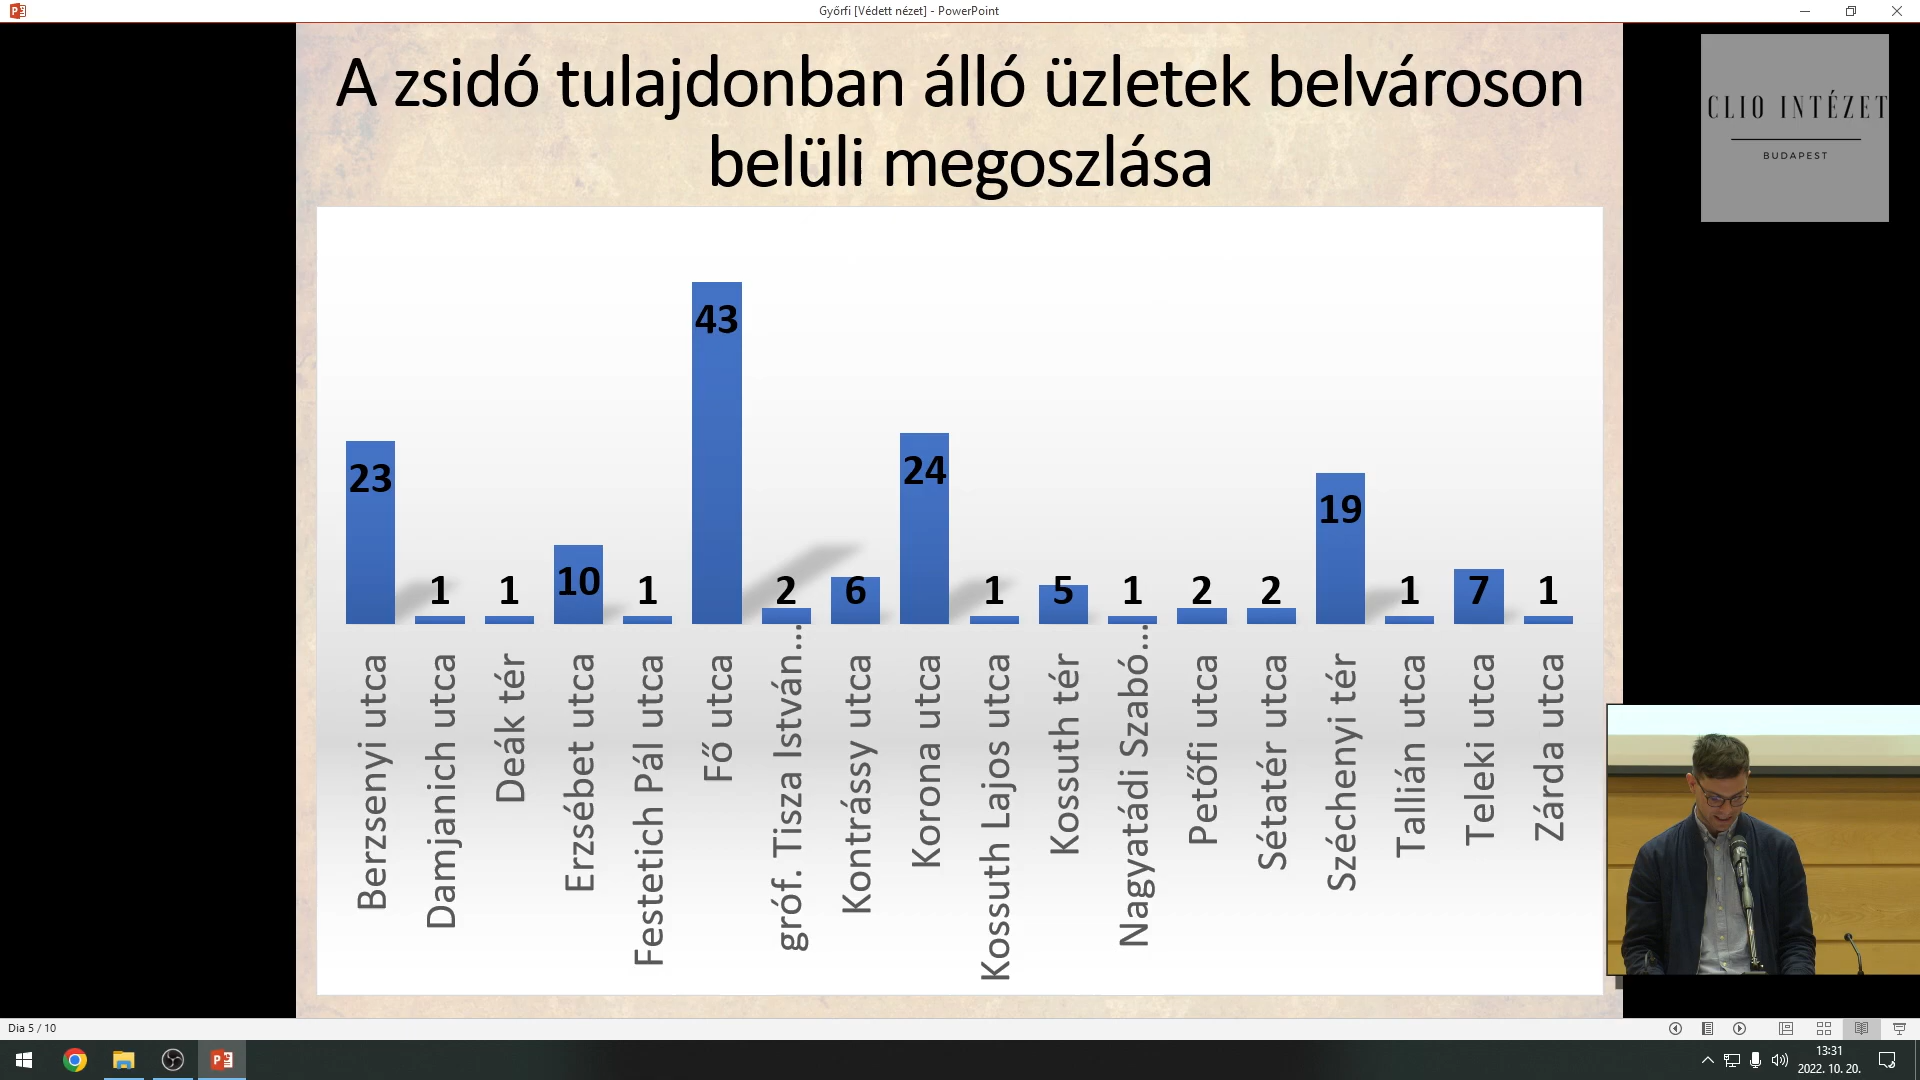 Győrfi [Védett nézet] - PowerPoint
A zsidó tulajdonban álló üzletek belvároson
belüli megoszlása
CLIO INTÉZET
BUDAPEST
23
1
1
10
1
43
2
6
24
1
5
1
2
2
19
1
7
1
Berzsenyi utca
Damjanich utca
Deák tér
Erzsébet utca
Festetich Pál utca
Fő utca
gróf. Tisza István...
Kontrássy utca
Korona utca
Kossuth Lajos utca
Kossuth tér
Nagyatádi Szabó...
Petőfi utca
Sétatér utca
Széchenyi tér
Tallián utca
Teleki utca
Zárda utca
Dia 5 / 10
13:31
2022. 10. 20.